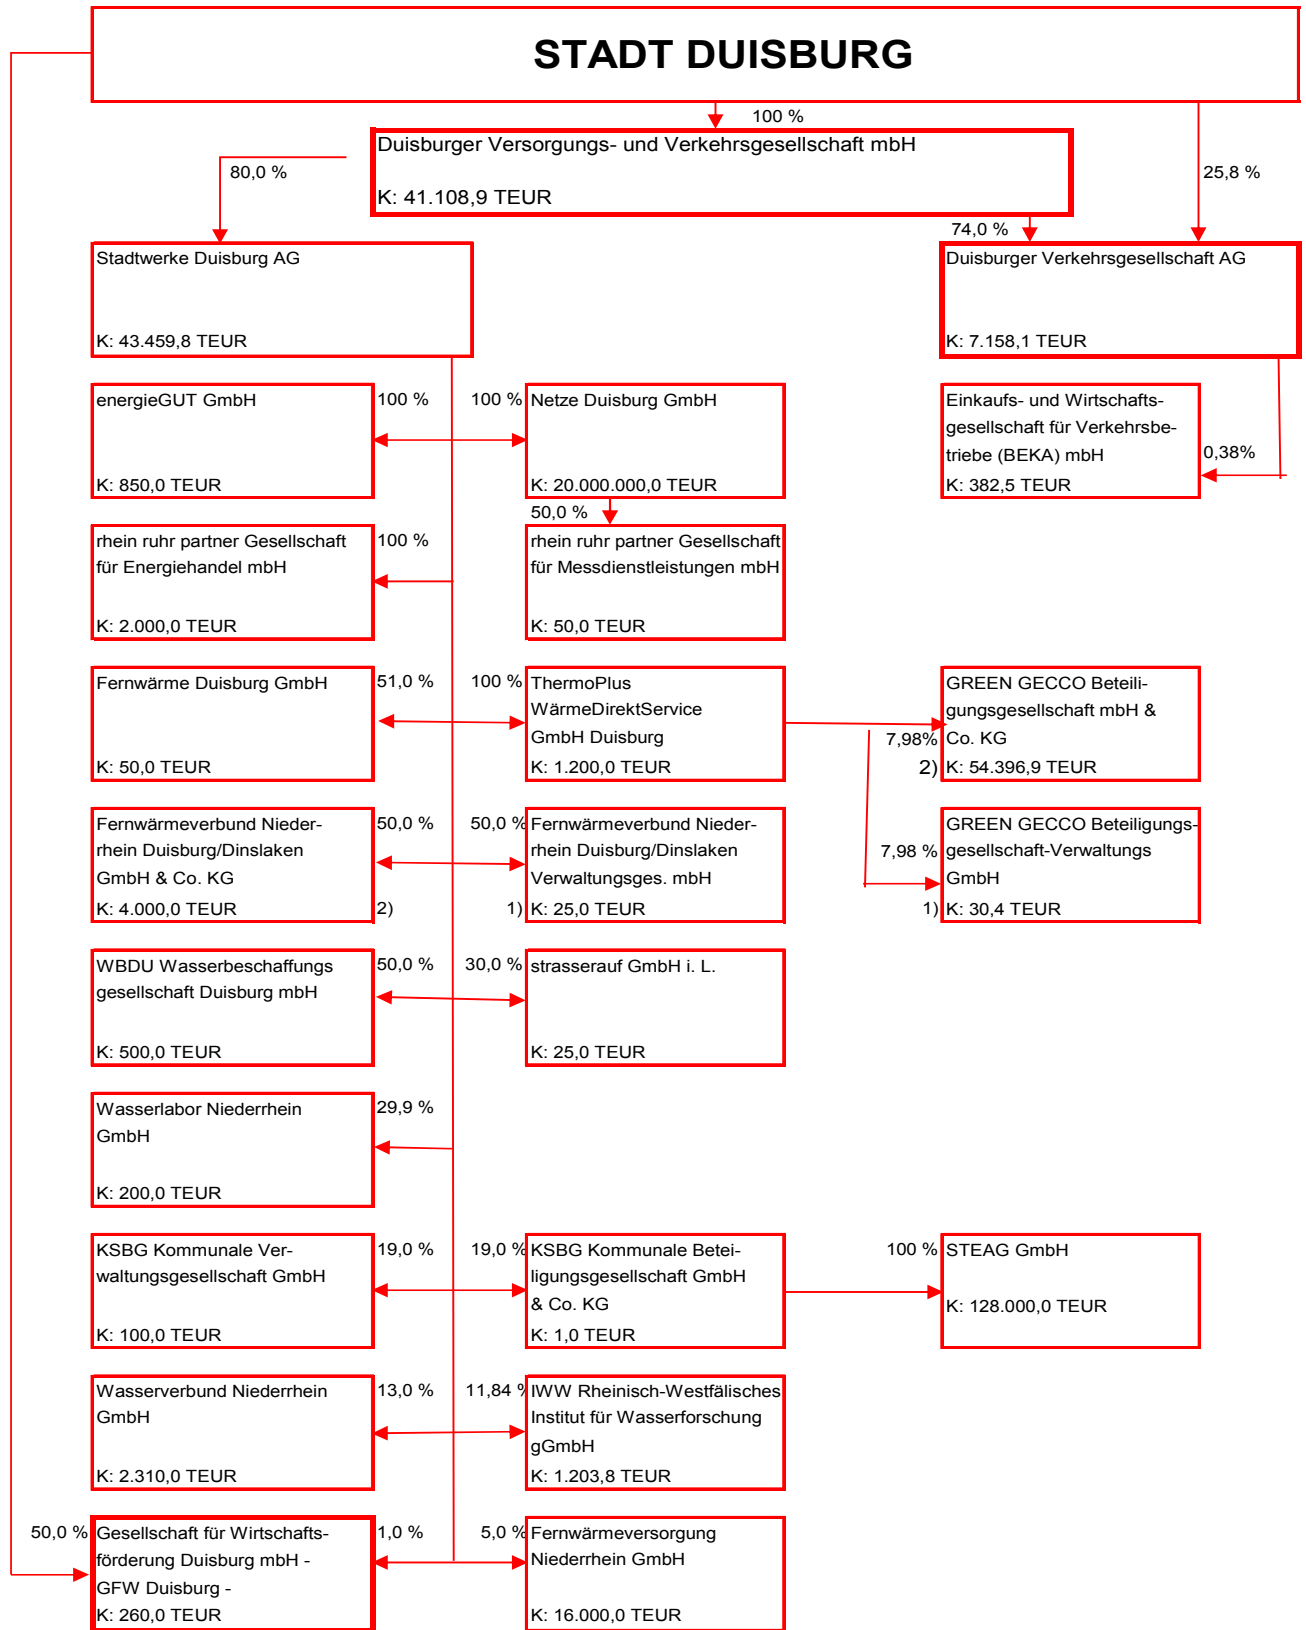 STADT DUISBURG
100 %
Duisburger Versorgungs- und Verkehrsgesellschaft mbH
K: 41.108,9 TEUR
80,0 %
25,8 %
74,0 %
Stadtwerke Duisburg AG
K: 43.459,8 TEUR
Duisburger Verkehrsgesellschaft AG
K: 7.158,1 TEUR
energieGUT GmbH
K: 850,0 TEUR
100 %
100 %
Netze Duisburg GmbH
K: 20.000.000,0 TEUR
Einkaufs- und Wirtschafts-
gesellschaft für Verkehrsbe-
triebe (BEKA) mbH
K: 382,5 TEUR
0,38%
50,0 %
rhein ruhr partner Gesellschaft
für Energiehandel mbH
K: 2.000,0 TEUR
100 %
rhein ruhr partner Gesellschaft
für Messdienstleistungen mbH
K: 50,0 TEUR
Fernwärme Duisburg GmbH
K: 50,0 TEUR
51,0 %
100 %
ThermoPlus
WärmeDirektService
GmbH Duisburg
K: 1.200,0 TEUR
7,98%
2)
GREEN GECCO Beteili-
gungsgesellschaft mbH &
Co. KG
K: 54.396,9 TEUR
Fernwärmeverbund Nieder-
rhein Duisburg/Dinslaken
GmbH & Co. KG
K: 4.000,0 TEUR
50,0 %
2)
50,0 %
1)
Fernwärmeverbund Nieder-
rhein Duisburg/Dinslaken
Verwaltungsges. mbH
K: 25,0 TEUR
7,98 %
1)
GREEN GECCO Beteiligungs-
gesellschaft-Verwaltungs
GmbH
K: 30,4 TEUR
WBDU Wasserbeschaffungs
gesellschaft Duisburg mbH
K: 500,0 TEUR
50,0 %
30,0 %
strasserauf GmbH i. L.
K: 25,0 TEUR
Wasserlabor Niederrhein
GmbH
K: 200,0 TEUR
29,9 %
KSBG Kommunale Ver-
waltungsgesellschaft GmbH
K: 100,0 TEUR
19,0 %
19,0 %
KSBG Kommunale Betei-
ligungsgesellschaft GmbH
& Co. KG
K: 1,0 TEUR
100 %
STEAG GmbH
K: 128.000,0 TEUR
Wasserverbund Niederrhein
GmbH
K: 2.310,0 TEUR
13,0 %
11,84 %
IWW Rheinisch-Westfälisches
Institut für Wasserforschung
gGmbH
K: 1.203,8 TEUR
50,0 %
Gesellschaft für Wirtschafts-
förderung Duisburg mbH -
GFW Duisburg -
K: 260,0 TEUR
1,0 %
5,0 %
Fernwärmeversorgung
Niederrhein GmbH
K: 16.000,0 TEUR